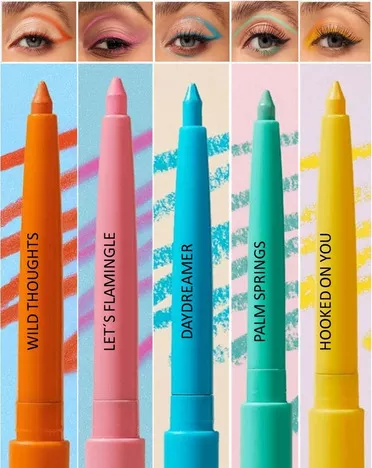 WILD THOUGHTS
LET´S FLAMINGLE
DAYDREAMER
PALM SPRINGS
HOOKED ON YOU